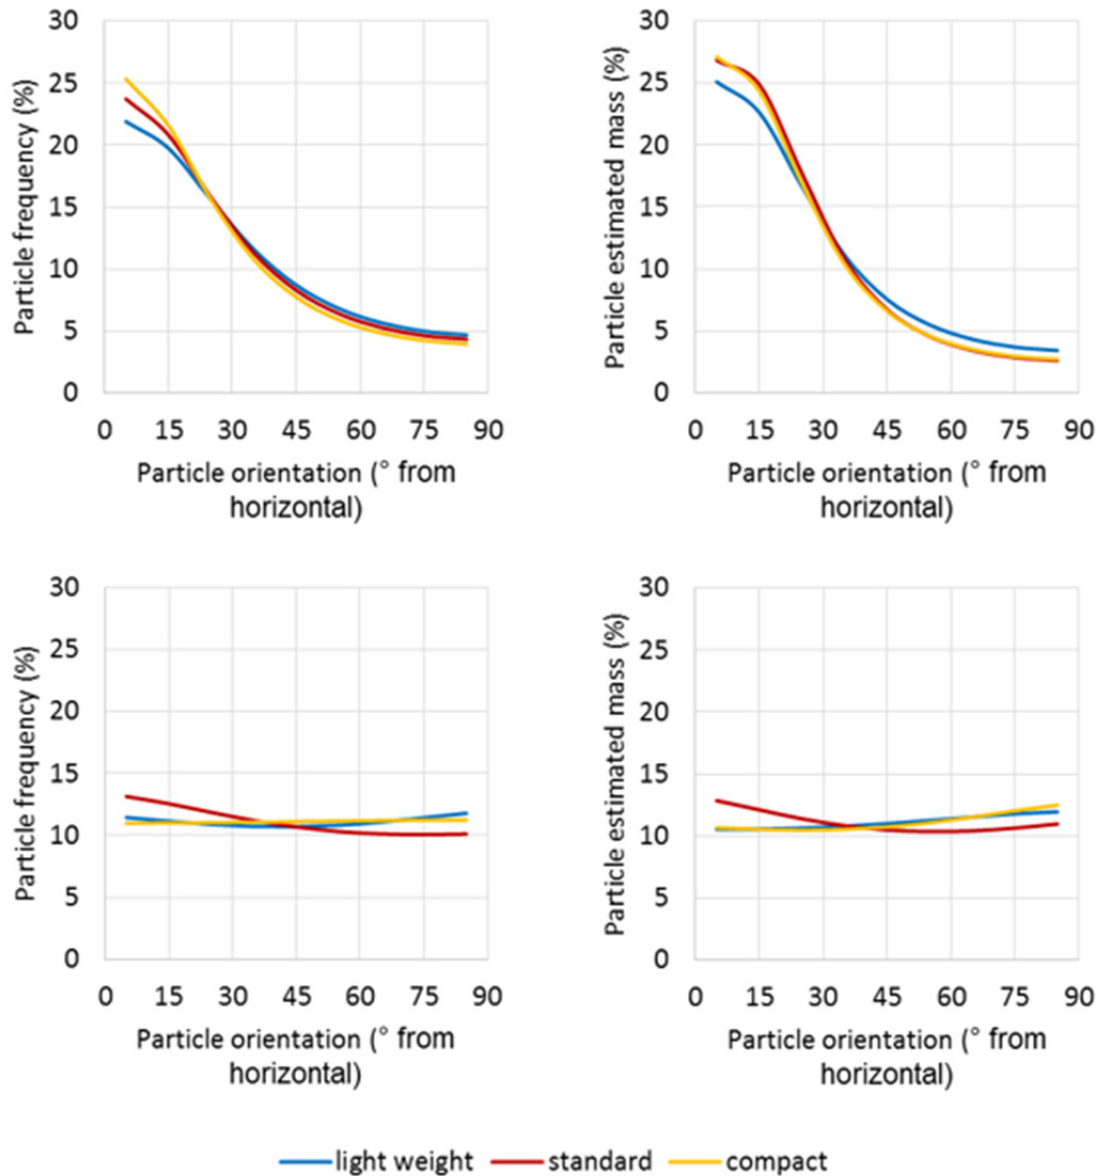 Particle frequency (%)
30
25
20
15
10
5
0
0 15 30 45 60 75 90
Particle orientation (° from
horizontal)
Particle estimated mass (%)
30
25
20
15
10
5
0
0 15 30 45 60 75 90
Particle orientation (° from
horizontal)
Particle frequency (%)
30
25
20
15
10
5
0
0 15 30 45 60 75 90
Particle orientation (° from
horizontal)
Particle estimated mass (%)
30
25
20
15
10
5
0
0 15 30 45 60 75 90
Particle orientation (° from
horizontal)
light weight standard compact